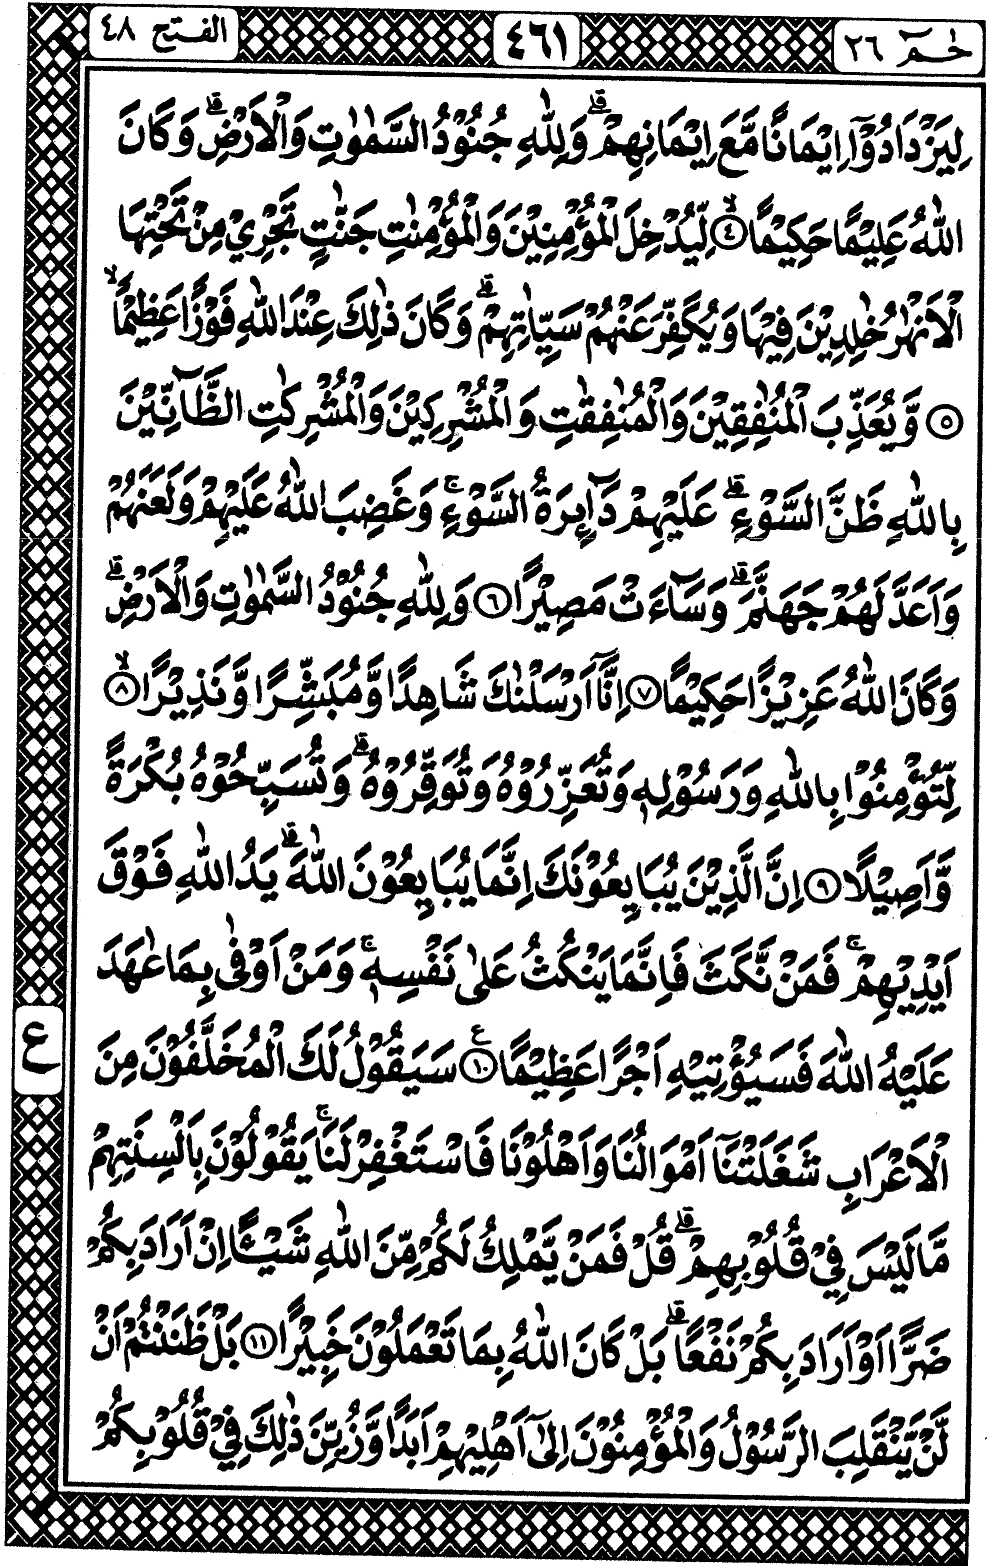 حٰمٓ ٢٦
٤٦١
الفتح ٤٨
لِيَزْدَادُوْۤا اِيْمَانًا مَّعَ اِيْمَانِهِمْ ؕ وَلِلّٰهِ جُنُوْدُ السَّمٰوٰتِ وَالْاَرْضِ ؕ وَكَانَ
اللّٰهُ عَلِيْمًا حَكِيْمًا ۙ﴿٤﴾ لِّيُدْخِلَ الْمُؤْمِنِيْنَ وَالْمُؤْمِنٰتِ جَنّٰتٍ تَجْرِيْ مِنْ تَحْتِهَا
الْاَنْهٰرُ خٰلِدِيْنَ فِيْهَا وَيُكَفِّرَ عَنْهُمْ سَيِّاٰتِهِمْ ؕ وَكَانَ ذٰلِكَ عِنْدَ اللّٰهِ فَوْزًا عَظِيْمًا ۙ
﴿٥﴾ وَّيُعَذِّبَ الْمُنٰفِقِيْنَ وَالْمُنٰفِقٰتِ وَالْمُشْرِكِيْنَ وَالْمُشْرِكٰتِ الظَّآنِّيْنَ
بِاللّٰهِ ظَنَّ السَّوْءِ ؕ عَلَيْهِمْ دَآىِٕرَةُ السَّوْءِ ۚ وَغَضِبَ اللّٰهُ عَلَيْهِمْ وَلَعَنَهُمْ
وَاَعَدَّ لَهُمْ جَهَنَّمَ ؕ وَسَآءَتْ مَصِيْرًا ﴿٦﴾ وَلِلّٰهِ جُنُوْدُ السَّمٰوٰتِ وَالْاَرْضِ ؕ
وَكَانَ اللّٰهُ عَزِيْزًا حَكِيْمًا ﴿٧﴾ اِنَّاۤ اَرْسَلْنٰكَ شَاهِدًا وَّمُبَشِّرًا وَّنَذِيْرًا ۙ﴿٨﴾
لِّتُؤْمِنُوْا بِاللّٰهِ وَرَسُوْلِهٖ وَتُعَزِّرُوْهُ وَتُوَقِّرُوْهُ ؕ وَتُسَبِّحُوْهُ بُكْرَةً
وَّاَصِيْلًا ﴿٩﴾ اِنَّ الَّذِيْنَ يُبَايِعُوْنَكَ اِنَّمَا يُبَايِعُوْنَ اللّٰهَ ؕ يَدُ اللّٰهِ فَوْقَ
اَيْدِيْهِمْ ۚ فَمَنْ نَّكَثَ فَاِنَّمَا يَنْكُثُ عَلٰى نَفْسِهٖ ۚ وَمَنْ اَوْفٰى بِمَا عٰهَدَ
عَلَيْهُ اللّٰهَ فَسَيُؤْتِيْهِ اَجْرًا عَظِيْمًا ﴿١٠﴾ ع سَيَقُوْلُ لَكَ الْمُخَلَّفُوْنَ مِنَ
ع
الْاَعْرَابِ شَغَلَتْنَاۤ اَمْوَالُنَا وَاَهْلُوْنَا فَاسْتَغْفِرْ لَنَا ۚ يَقُوْلُوْنَ بِاَلْسِنَتِهِمْ
مَّا لَيْسَ فِيْ قُلُوْبِهِمْ ؕ قُلْ فَمَنْ يَّمْلِكُ لَكُمْ مِّنَ اللّٰهِ شَيْـًٔا اِنْ اَرَادَ بِكُمْ
ضَرًّا اَوْ اَرَادَ بِكُمْ نَفْعًا ؕ بَلْ كَانَ اللّٰهُ بِمَا تَعْمَلُوْنَ خَبِيْرًا ﴿١١﴾ بَلْ ظَنَنْتُمْ اَنْ
لَّنْ يَّنْقَلِبَ الرَّسُوْلُ وَالْمُؤْمِنُوْنَ اِلٰۤى اَهْلِيْهِمْ اَبَدًا وَّزُيِّنَ ذٰلِكَ فِيْ قُلُوْبِكُمْ